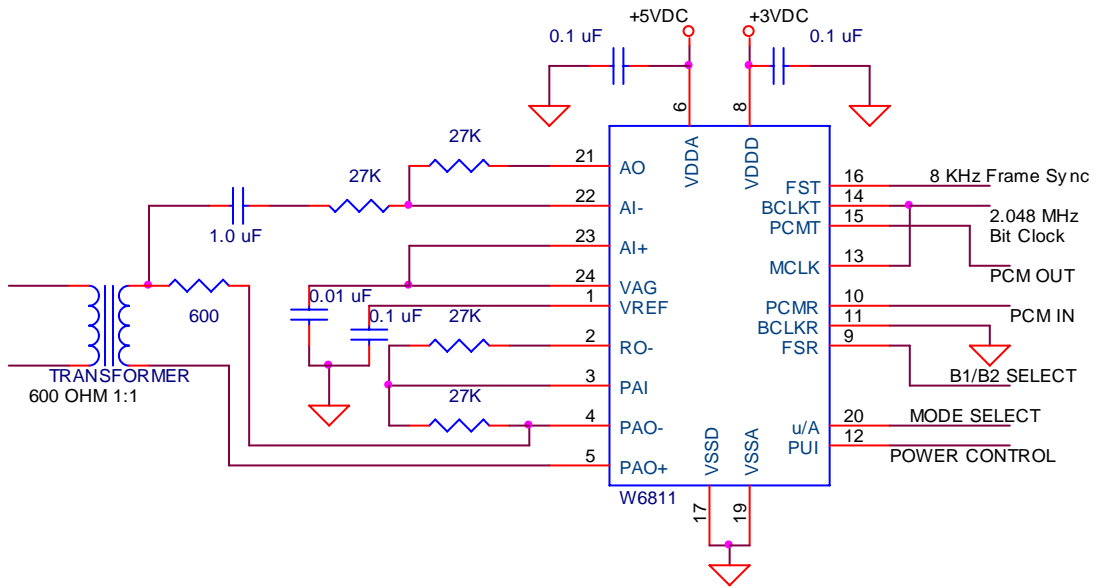 +5VDC
+3VDC
0.1 uF
0.1 uF
6
8
VDDA
VDDD
27K
21
AO
27K
22
AI-
1.0 uF
23
AI+
24
VAG
0.01 uF
1
VREF
0.1 uF
600
27K
2
RO-
3
PAI
27K
4
PAO-
5
PAO+
TRANSFORMER
600 OHM 1:1
FST
16
8 KHz Frame Sync
BCLKT
14
2.048 MHz
Bit Clock
PCMT
15
MCLK
13
PCM OUT
PCMR
10
PCM IN
BCLKR
11
FSR
9
B1/B2 SELECT
u/A
20
MODE SELECT
PUI
12
POWER CONTROL
VSSD
VSSA
W6811
17
19